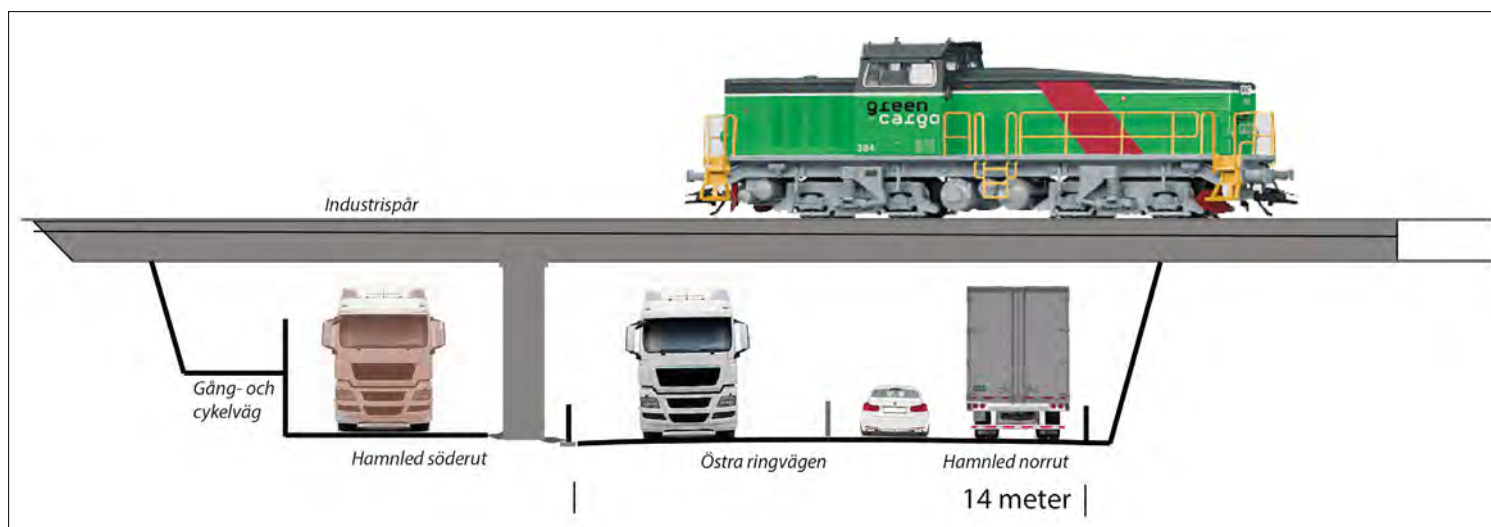 green
cargo
384
Industrispår
Gång- och
cykelväg
Hamnled söderut
Östra ringvägen
Hamnled norrut
14 meter